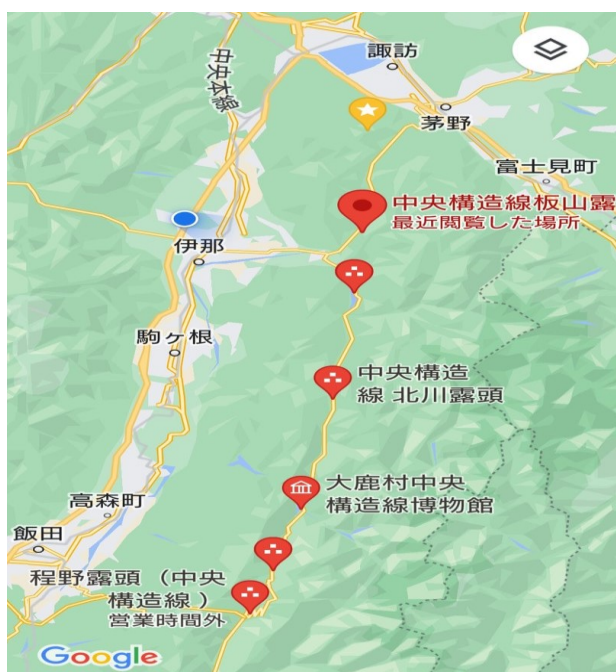 諏訪
中央本線
茅野
富士見町
中央構造線板山露
最近閲覧した場所
伊那
駒ヶ根
中央構造
線 北川露頭
大鹿村中央
構造線博物館
高森町
飯田
程野露頭（中央
構造線）
営業時間外
Google